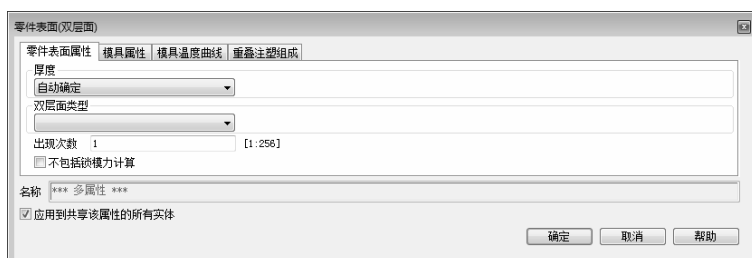 零件表面(双层面)
零件表面属性 模具属性 模具温度曲线 重叠注塑组成
厚度
自动确定
双层面类型
出现次数 1 [1:256]
不包括锁模力计算
名称 *** 多属性 ***
应用到共享该属性的所有实体
确定 取消 帮助